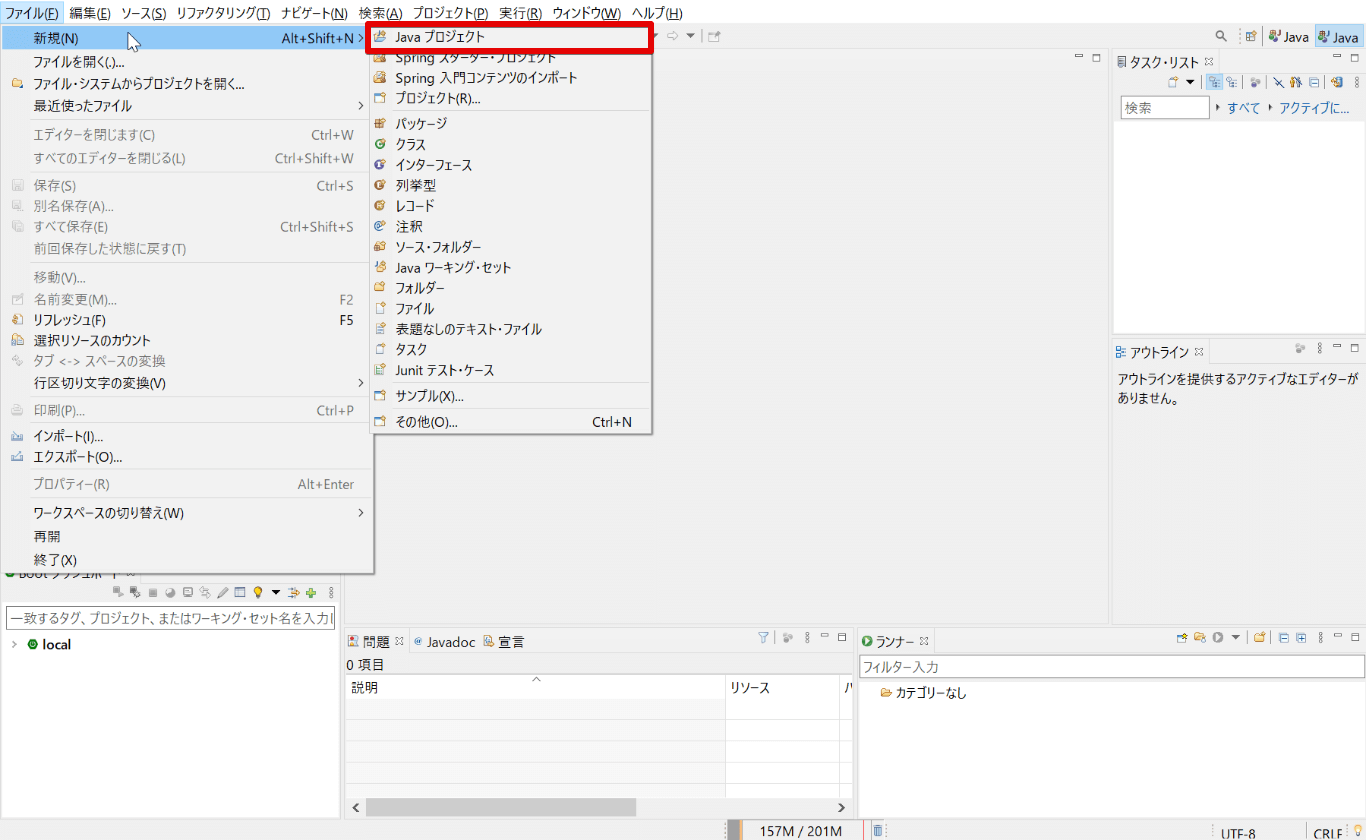 ファイル(F) 編集(E) ソース(S) リファクタリング(T) ナビゲート(N) 検索(A) プロジェクト(P) 実行(R) ウィンドウ(W) ヘルプ(H)
新規(N) Alt+Shift+N >
ファイルを開く(.)...
ファイル・システムからプロジェクトを開く...
最近使ったファイル >
エディターを閉じます(C) Ctrl+W
すべてのエディターを閉じる(L) Ctrl+Shift+W
保存(S) Ctrl+S
別名保存(A)...
すべて保存(E) Ctrl+Shift+S
前回保存した状態に戻す(T)
移動(V)...
名前変更(M)... F2
リフレッシュ(F) F5
選択リソースのカウント
タブ <-> スペースの変換
行区切り文字の変換(V) >
印刷(P)... Ctrl+P
インポート(I)...
エクスポート(O)...
プロパティー(R) Alt+Enter
ワークスペースの切り替え(W) >
再開
終了(X)
Java プロジェクト
Spring スターター・プロジェクト
Spring 入門コンテンツのインポート
プロジェクト(R)...
パッケージ
クラス
インターフェース
列挙型
レコード
注釈
ソース・フォルダー
Java ワーキング・セット
フォルダー
ファイル
表題なしのテキスト・ファイル
タスク
Junit テスト・ケース
サンプル(X)...
その他(O)... Ctrl+N
Java Java
タスク・リスト
検索 すべて アクティブに...
アウトライン
アウトラインを提供するアクティブなエディターが
ありません。
Boot ダッシュボード
一致するタグ、プロジェクト、またはワーキング・セット名を入力し
local
問題 Javadoc 宣言
0 項目
説明 リソース パ
ランナー
フィルター入力
カテゴリーなし
157M / 201M UTF-8 CRLF